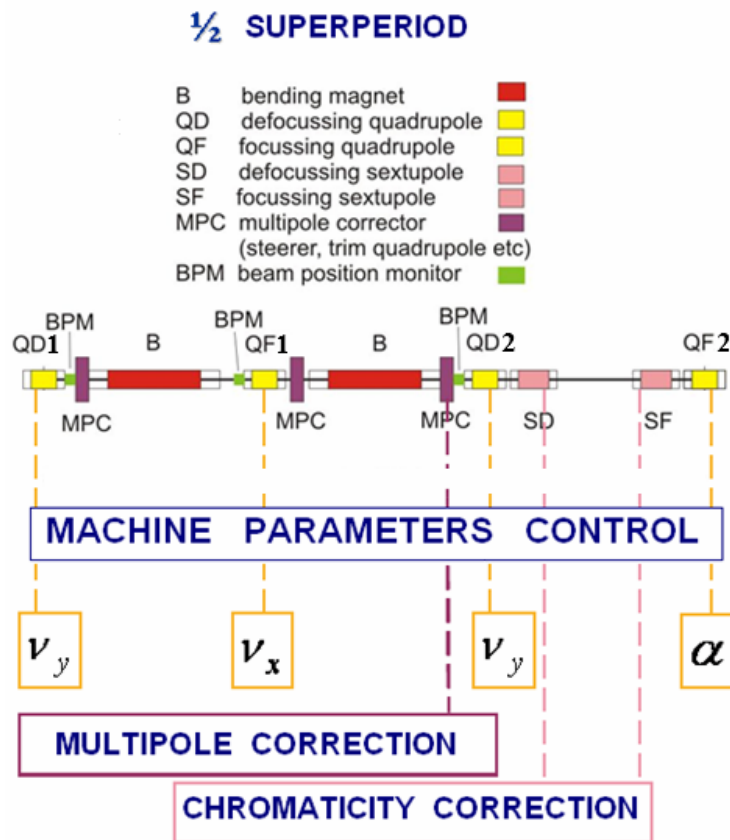 ½ SUPERPERIOD
B bending magnet
QD defocussing quadrupole
QF focussing quadrupole
SD defocussing sextupole
SF focussing sextupole
MPC multipole corrector
(steerer, trim quadrupole etc)
BPM beam position monitor
BPM BPM BPM
QD1 B QF1 B QD2 QF2
MPC MPC MPC SD SF
MACHINE PARAMETERS CONTROL
νy νx νy α
MULTIPOLE CORRECTION
CHROMATICITY CORRECTION